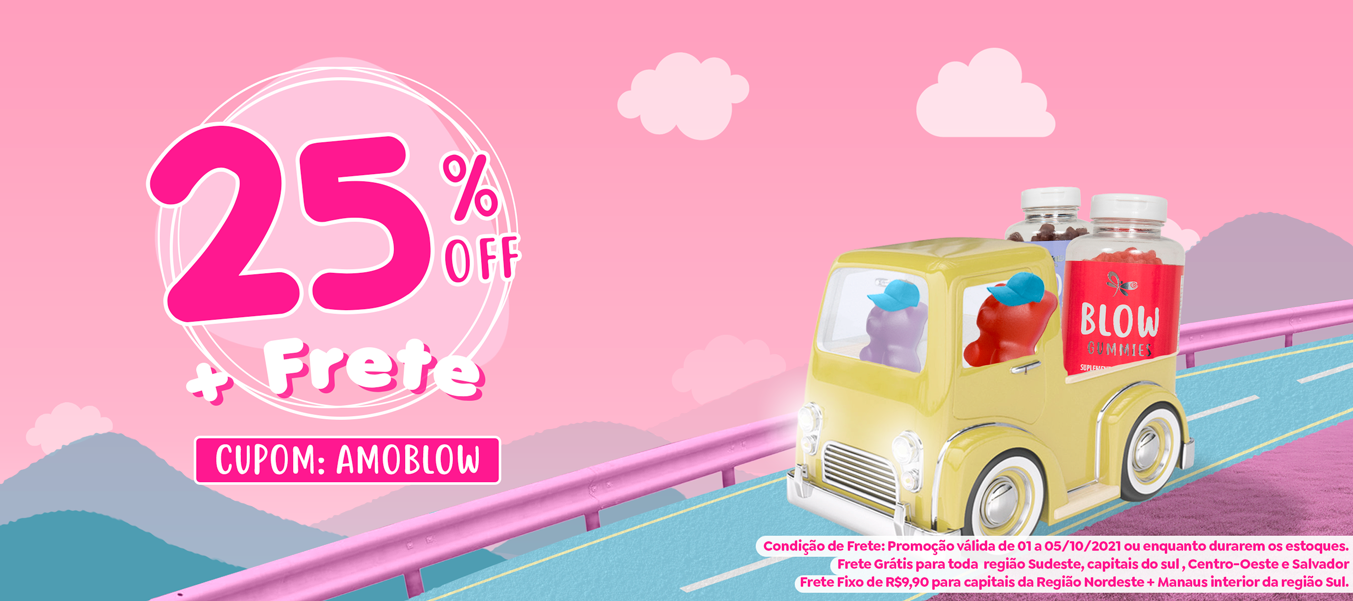 25%
OFF
+ Frete
CUPOM: AMOBLOW
BLOW
GUMMIES
Condição de Frete: Promoção válida de 01 a 05/10/2021 ou enquanto durarem os estoques.
Frete Grátis para toda região Sudeste, capitais do sul , Centro-Oeste e Salvador
Frete Fixo de R$9,90 para capitais da Região Nordeste + Manaus interior da região Sul.